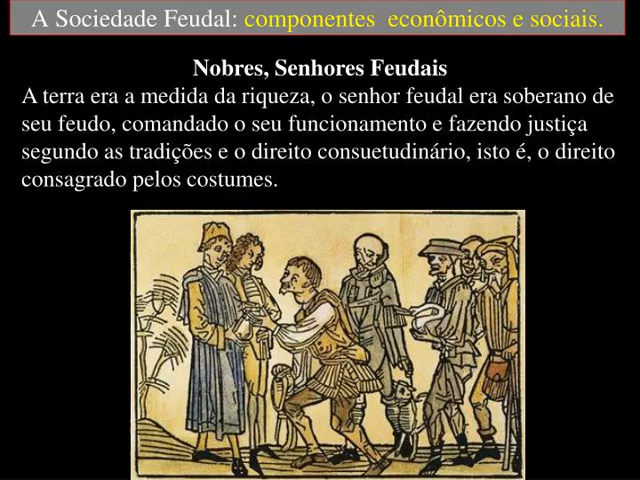 A Sociedade Feudal: componentes  econômicos e sociais.
Nobres, Senhores Feudais
A terra era a medida da riqueza, o senhor feudal era soberano de
seu feudo, comandado o seu funcionamento e fazendo justiça
segundo as tradições e o direito consuetudinário, isto é, o direito
consagrado pelos costumes.